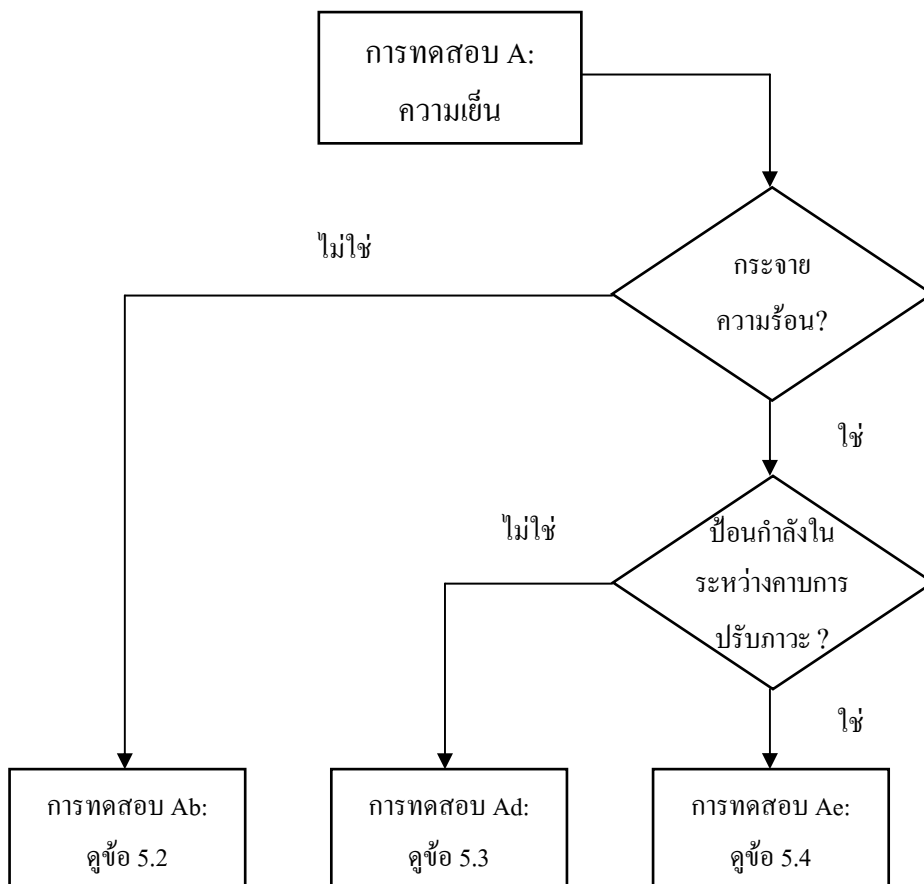 การทดสอบ A:
ความเย็น
ไม่ใช่
กระจาย
ความร้อน?
ใช่
ไม่ใช่
ป้อนกำลังใน
ระหว่างคาบการ
ปรับภาวะ ?
ใช่
การทดสอบ Ab:
ดูข้อ 5.2
การทดสอบ Ad:
ดูข้อ 5.3
การทดสอบ Ae:
ดูข้อ 5.4